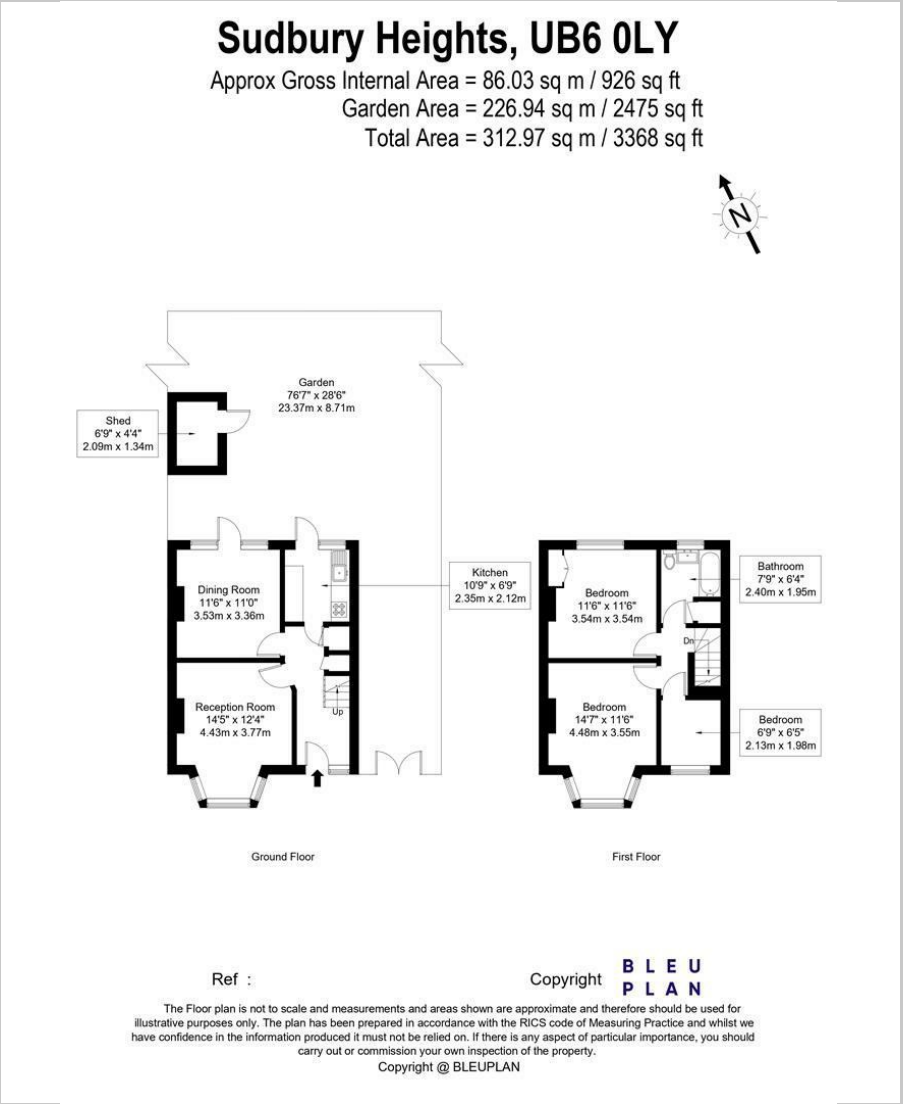 Sudbury Heights, UB6 0LY
Approx Gross Internal Area = 86.03 sq m / 926 sq ft
Garden Area = 226.94 sq m / 2475 sq ft
Total Area = 312.97 sq m / 3368 sq ft
N
Garden
76'7" x 28'6"
23.37m x 8.71m
Shed
6'9" x 4'4"
2.09m x 1.34m
Dining Room
11'6" x 11'0"
3.53m x 3.36m
Kitchen
10'9" x 6'9"
2.35m x 2.12m
Reception Room
14'5" x 12'4"
4.43m x 3.77m
Up
Ground Floor
Bedroom
11'6" x 11'6"
3.54m x 3.54m
Bathroom
7'9" x 6'4"
2.40m x 1.95m
Dn
Bedroom
14'7" x 11'6"
4.48m x 3.55m
Bedroom
6'9" x 6'5"
2.13m x 1.98m
First Floor
Ref :
Copyright
BLEU
PLAN
The Floor plan is not to scale and measurements and areas shown are approximate and therefore should be used for
illustrative purposes only. The plan has been prepared in accordance with the RICS code of Measuring Practice and whilst we
have confidence in the information produced it must not be relied on. If there is any aspect of particular importance, you should
carry out or commission your own inspection of the property.
Copyright @ BLEUPLAN